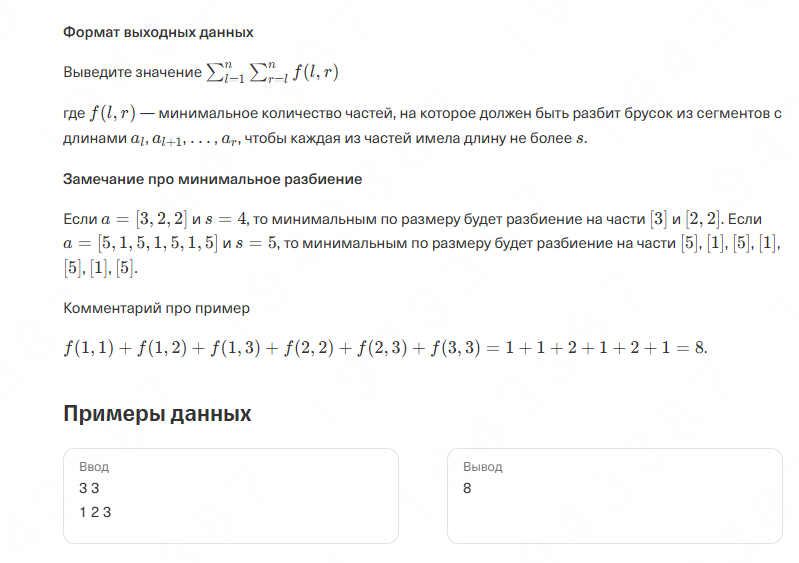 Формат выходных данных
Выведите значение $\sum_{l-1}^{n} \sum_{r-l}^{n} f(l, r)$
где $f(l, r)$ — минимальное количество частей, на которое должен быть разбит брусок из сегментов с
длинами $a_l, a_{l+1}, \ldots, a_r$, чтобы каждая из частей имела длину не более $s$.
Замечание про минимальное разбиение
Если $a = [3, 2, 2]$ и $s = 4$, то минимальным по размеру будет разбиение на части $[3]$ и $[2, 2]$. Если
$a = [5, 1, 5, 1, 5, 1, 5]$ и $s = 5$, то минимальным по размеру будет разбиение на части $[5], [1], [5], [1],$
$[5], [1], [5]$.
Комментарий про пример
$f(1, 1) + f(1, 2) + f(1, 3) + f(2, 2) + f(2, 3) + f(3, 3) = 1 + 1 + 2 + 1 + 2 + 1 = 8.$
Примеры данных
Ввод
3 3
1 2 3
Вывод
8